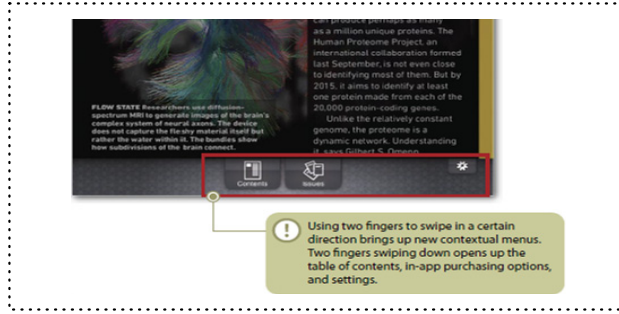 can produce perhaps as many
as a million unique proteins. The
Human Proteome Project, an
international collaboration formed
last September, is not even close
to identifying most of them. But by
2015, it aims to identify at least
one protein made from each of the
20,000 protein-coding genes.
Unlike the relatively constant
genome, the proteome is a
dynamic network. Understanding
it, says Gilbert S. Omenn
FLOW STATE Researchers use diffusion-
spectrum MRI to generate images of the brain's
complex system of neural axons. The device
does not capture the fleshy material itself but
rather the water within it. The bundles show
how subdivisions of the brain connect.
Contents
Issues
Using two fingers to swipe in a certain
direction brings up new contextual menus.
Two fingers swiping down opens up the
table of contents, in-app purchasing options,
and settings.